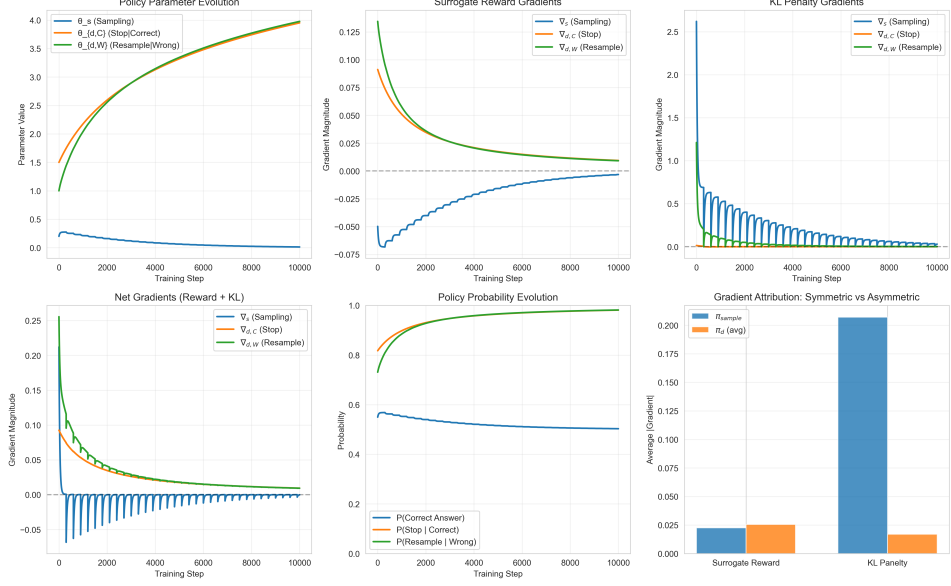 Policy Parameter Evolution
4.0
3.5
3.0
2.5
2.0
1.5
1.0
0.5
0.0
Parameter Value
θ_s (Sampling)
θ_{d,C} (Stop|Correct)
θ_{d,W} (Resample|Wrong)
0 2000 4000 6000 8000 10000
Training Step
Surrogate Reward Gradients
0.125
0.100
0.075
0.050
0.025
0.000
−0.025
−0.050
−0.075
Gradient Magnitude
∇s (Sampling)
∇d, C (Stop)
∇d, W (Resample)
0 2000 4000 6000 8000 10000
Training Step
KL Penalty Gradients
2.5
2.0
1.5
1.0
0.5
0.0
Gradient Magnitude
∇s (Sampling)
∇d, C (Stop)
∇d, W (Resample)
0 2000 4000 6000 8000 10000
Training Step
Net Gradients (Reward + KL)
0.25
0.20
0.15
0.10
0.05
0.00
−0.05
Gradient Magnitude
∇s (Sampling)
∇d, C (Stop)
∇d, W (Resample)
0 2000 4000 6000 8000 10000
Training Step
Policy Probability Evolution
1.0
0.8
0.6
0.4
0.2
0.0
Probability
P(Correct Answer)
P(Stop | Correct)
P(Resample | Wrong)
0 2000 4000 6000 8000 10000
Training Step
Gradient Attribution: Symmetric vs Asymmetric
0.200
0.175
0.150
0.125
0.100
0.075
0.050
0.025
0.000
Average |Gradient|
πsample
πd (avg)
Surrogate Reward KL Panelty